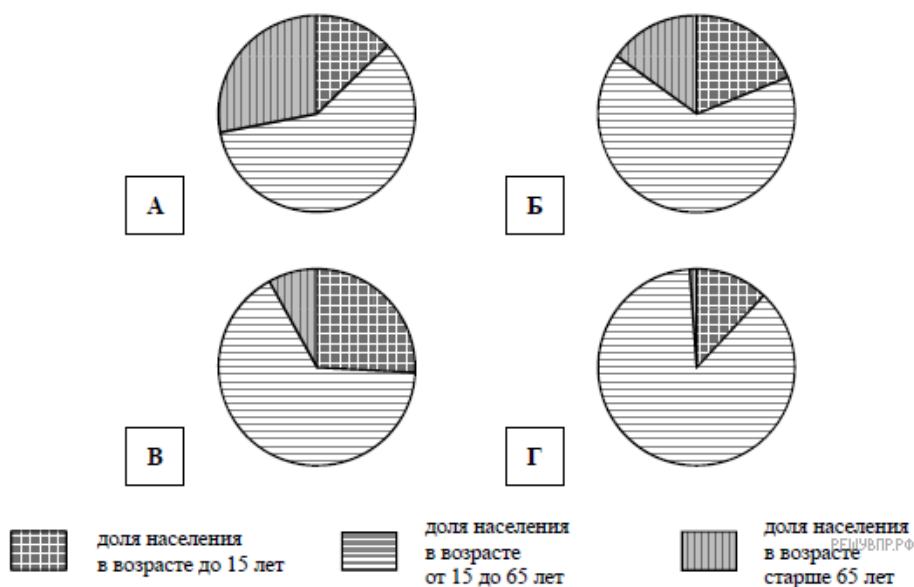 А
Б
В
Г
доля населения
в возрасте до 15 лет
доля населения
в возрасте
от 15 до 65 лет
доля населения
в возрасте
старше 65 лет
РЕШУВПР.РФ